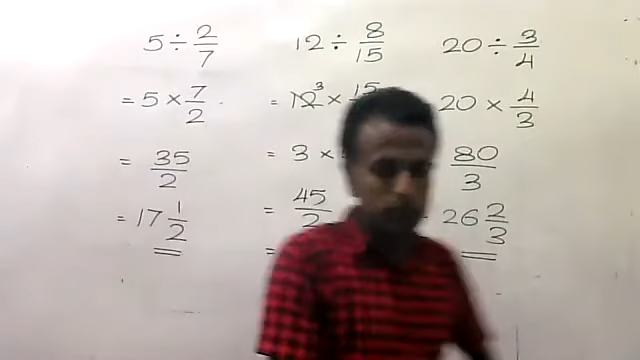 5 ÷ 2/7
= 5 × 7/2
= 35/2
= 17 1/2
12 ÷ 8/15
= 12 3 × 15
= 3 ×
= 45/2
=
20 ÷ 3/4
20 × 4/3
80/3
26 2/3